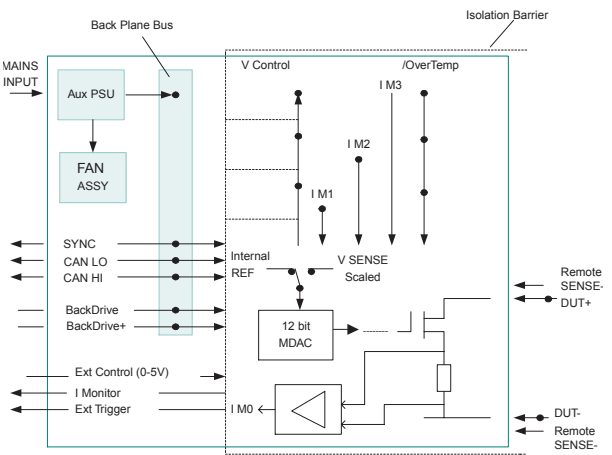 Isolation Barrier
Back Plane Bus
MAINS
INPUT
V Control
/OverTemp
Aux PSU
I M3
FAN
ASSY
I M2
I M1
SYNC
CAN LO
CAN HI
Internal
REF
V SENSE
Scaled
Remote
SENSE-
DUT+
BackDrive
BackDrive+
12 bit
MDAC
Ext Control (0-5V)
I Monitor
Ext Trigger
I M0
DUT-
Remote
SENSE-